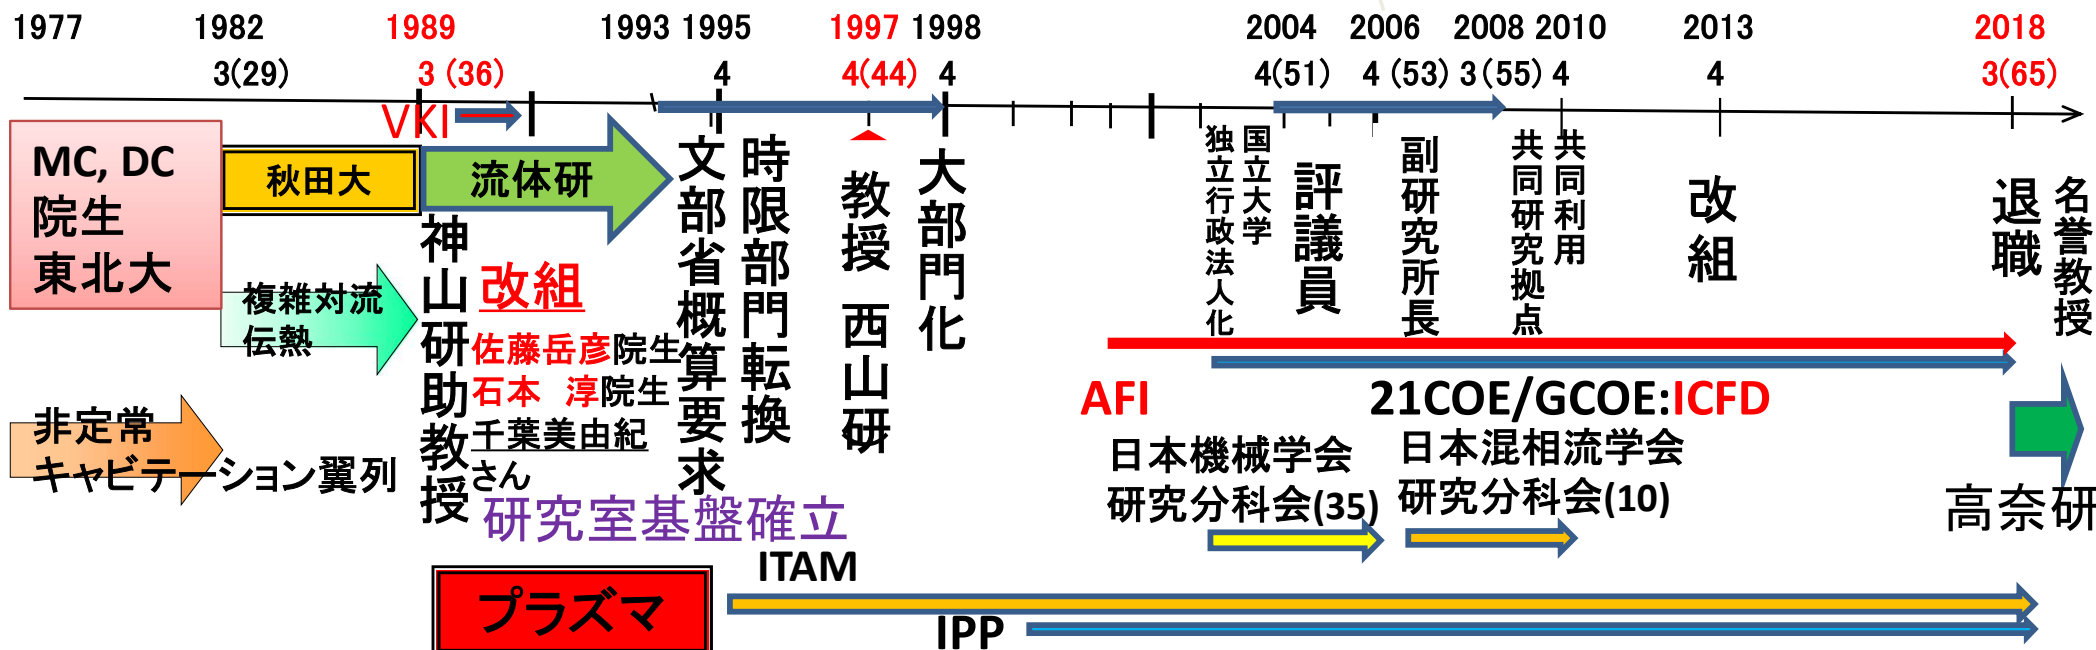 1977 1982 1989 1993 1995 1997 1998 2004 2006 2008 2010 2013 2018
3(29) 3 (36) 4 4(44) 4 4(51) 4 (53) 3 (55) 4 4 3(65)
VKI
MC, DC
院生
東北大
秋田大
流体研
複雑対流
伝熱
非定常
キャビテーション翼列
神山研助教授
改組
佐藤岳彦院生
石本 淳院生
千葉美由紀
さん
研究室基盤確立
プラズマ
文部省概算要求
時限部門転換
教授 西山研
大部門化
国立大学
独立行政法人化
評議員
副研究所長
共同利用
共同研究拠点
改組
退職
名誉教授
AFI
21COE/GCOE:ICFD
日本機械学会
研究分科会(35)
日本混相流学会
研究分科会(10)
高奈研
ITAM
IPP